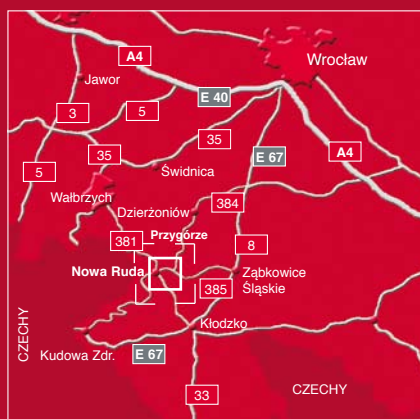 A4
Wrocław
Jawor
E 40
3
5
35
A4
35
E 67
5
Świdnica
Wałbrzych
384
Dzierżoniów
Przygórze
381
8
Nowa Ruda
Ząbkowice
Śląskie
385
Kłodzko
CZECHY
Kudowa Zdr.
E 67
CZECHY
33